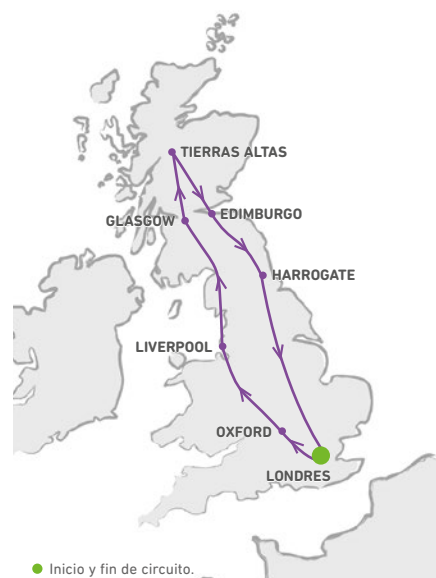 TIERRAS ALTAS
EDIMBURGO
GLASGOW
HARROGATE
LIVERPOOL
OXFORD
LONDRES
Inicio y fin de circuito.